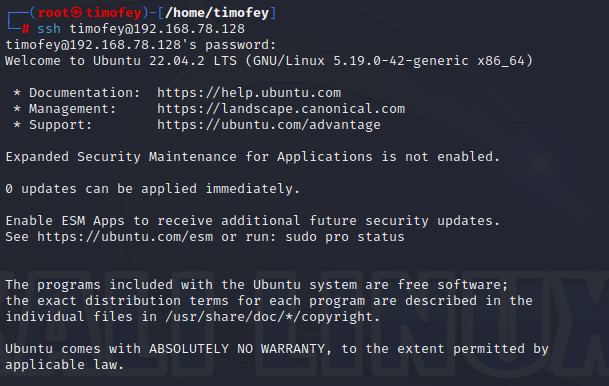 ┌──(root㉿timofey)-[/home/timofey]
└─# ssh timofey@192.168.78.128
timofey@192.168.78.128's password:
Welcome to Ubuntu 22.04.2 LTS (GNU/Linux 5.19.0-42-generic x86_64)
* Documentation:  https://help.ubuntu.com
* Management:     https://landscape.canonical.com
* Support:        https://ubuntu.com/advantage
Expanded Security Maintenance for Applications is not enabled.
0 updates can be applied immediately.
Enable ESM Apps to receive additional future security updates.
See https://ubuntu.com/esm or run: sudo pro status
The programs included with the Ubuntu system are free software;
the exact distribution terms for each program are described in the
individual files in /usr/share/doc/*/copyright.
Ubuntu comes with ABSOLUTELY NO WARRANTY, to the extent permitted by
applicable law.
KALI LINUX